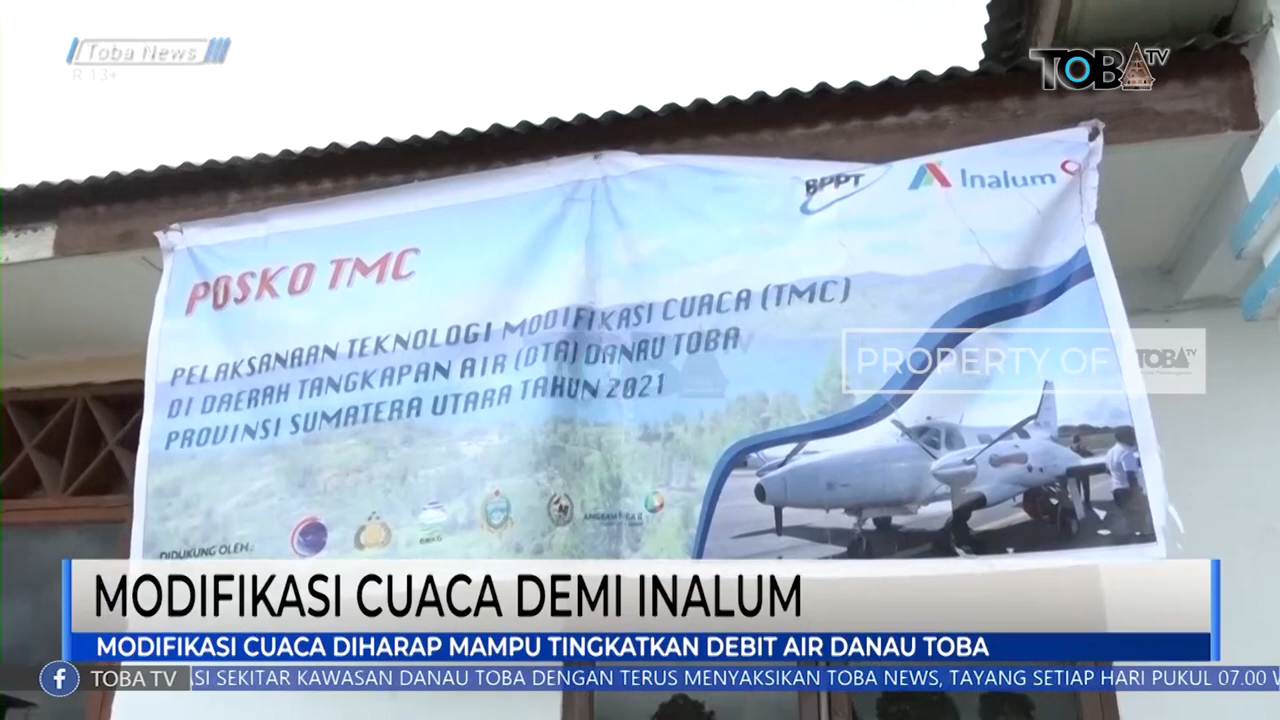 Toba News
R 13+
TOBA TV
BPPT
Inalum
POSKO TMC
PELAKSANAAN TEKNOLOGI MODIFIKASI CUACA (TMC)
DI DAERAH TANGKAPAN AIR (DTA) DANAU TOBA
PROVINSI SUMATERA UTARA TAHUN 2021
PROPERTY OF TOBA TV
DIDUKUNG OLEH :
BMKG
MODIFIKASI CUACA DEMI INALUM
MODIFIKASI CUACA DIHARAP MAMPU TINGKATKAN DEBIT AIR DANAU TOBA
f TOBA TV ASI SEKITAR KAWASAN DANAU TOBA DENGAN TERUS MENYAKSIKAN TOBA NEWS, TAYANG SETIAP HARI PUKUL 07.00 W